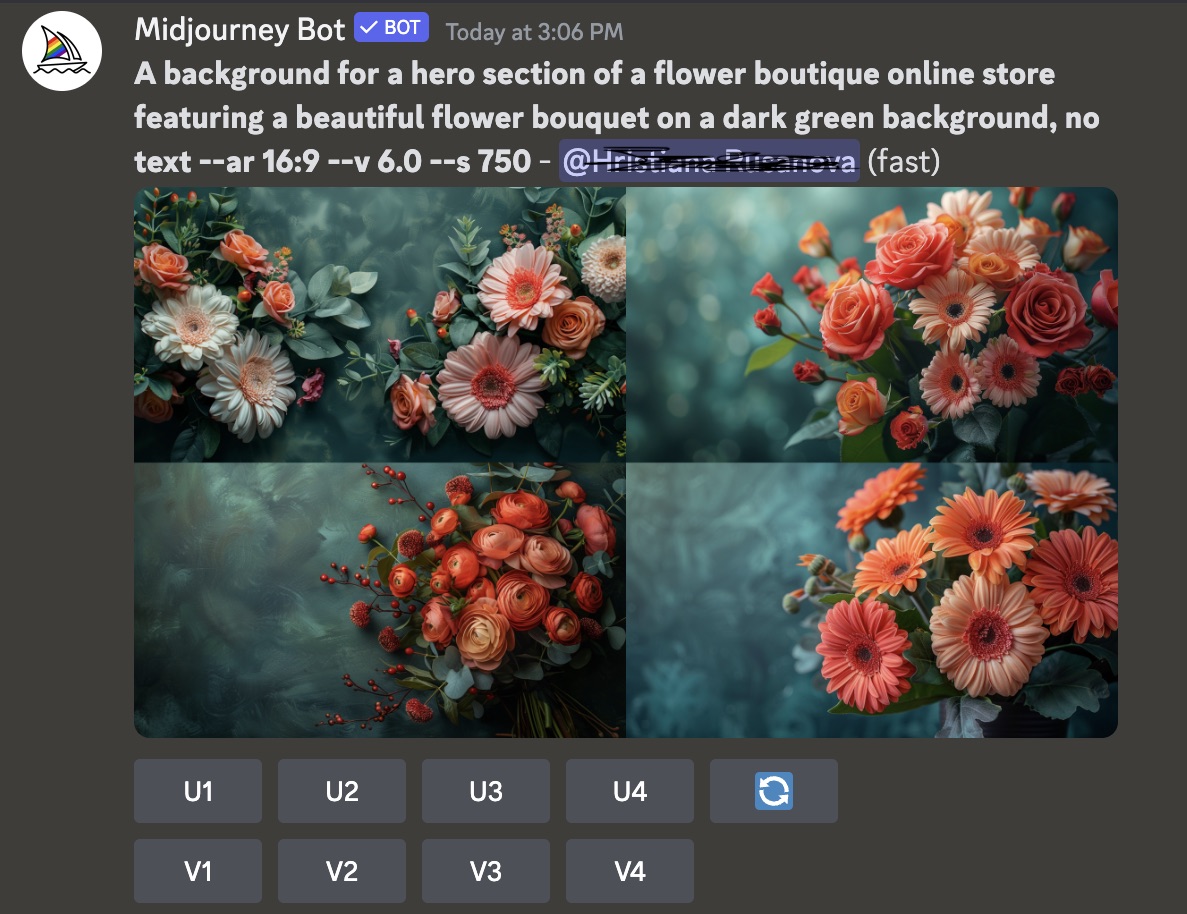 Midjourney Bot ✓ BOT Today at 3:06 PM
A background for a hero section of a flower boutique online store
featuring a beautiful flower bouquet on a dark green background, no
text --ar 16:9 --v 6.0 --s 750 - @ (fast)
U1 U2 U3 U4
V1 V2 V3 V4